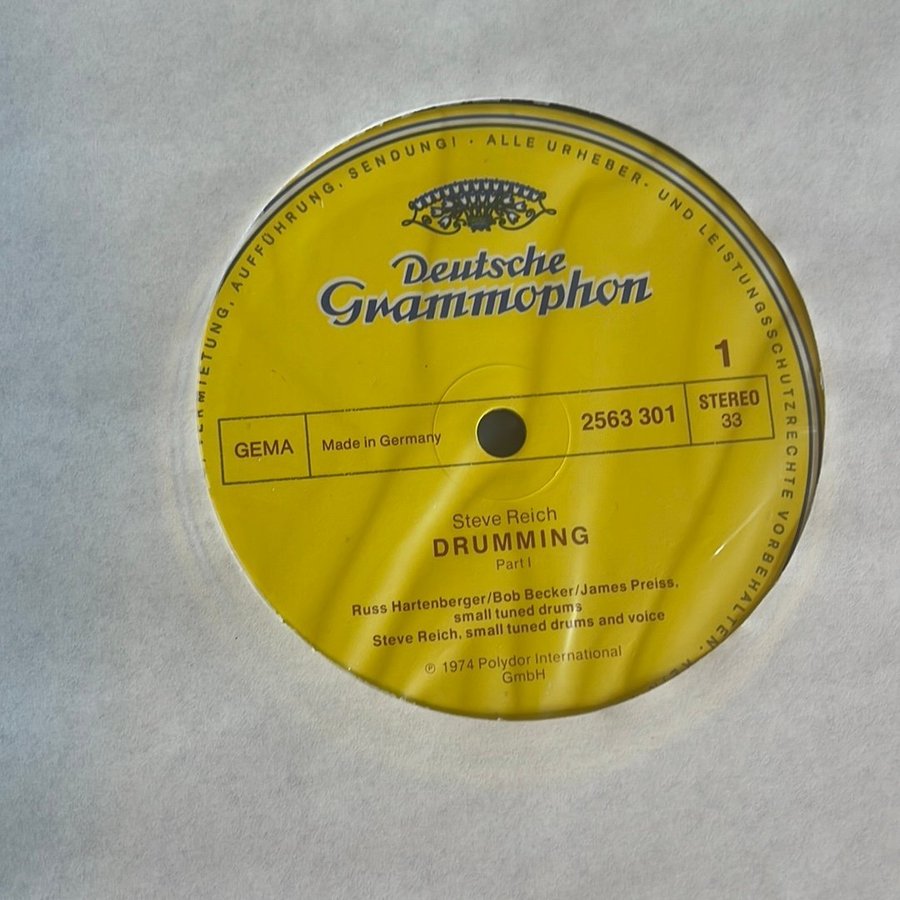 TERMIETUNG, AUFFÜHRUNG, SENDUNG! · ALLE URHEBER- UND LEISTUNGSSCHUTZRECHTE VORBEHALTEN.
Deutsche
Grammophon
1
GEMA
Made in Germany
2563 301
STEREO
33
Steve Reich
DRUMMING
Part I
Russ Hartenberger/Bob Becker/James Preiss,
small tuned drums
Steve Reich, small tuned drums and voice
℗ 1974 Polydor International
GmbH